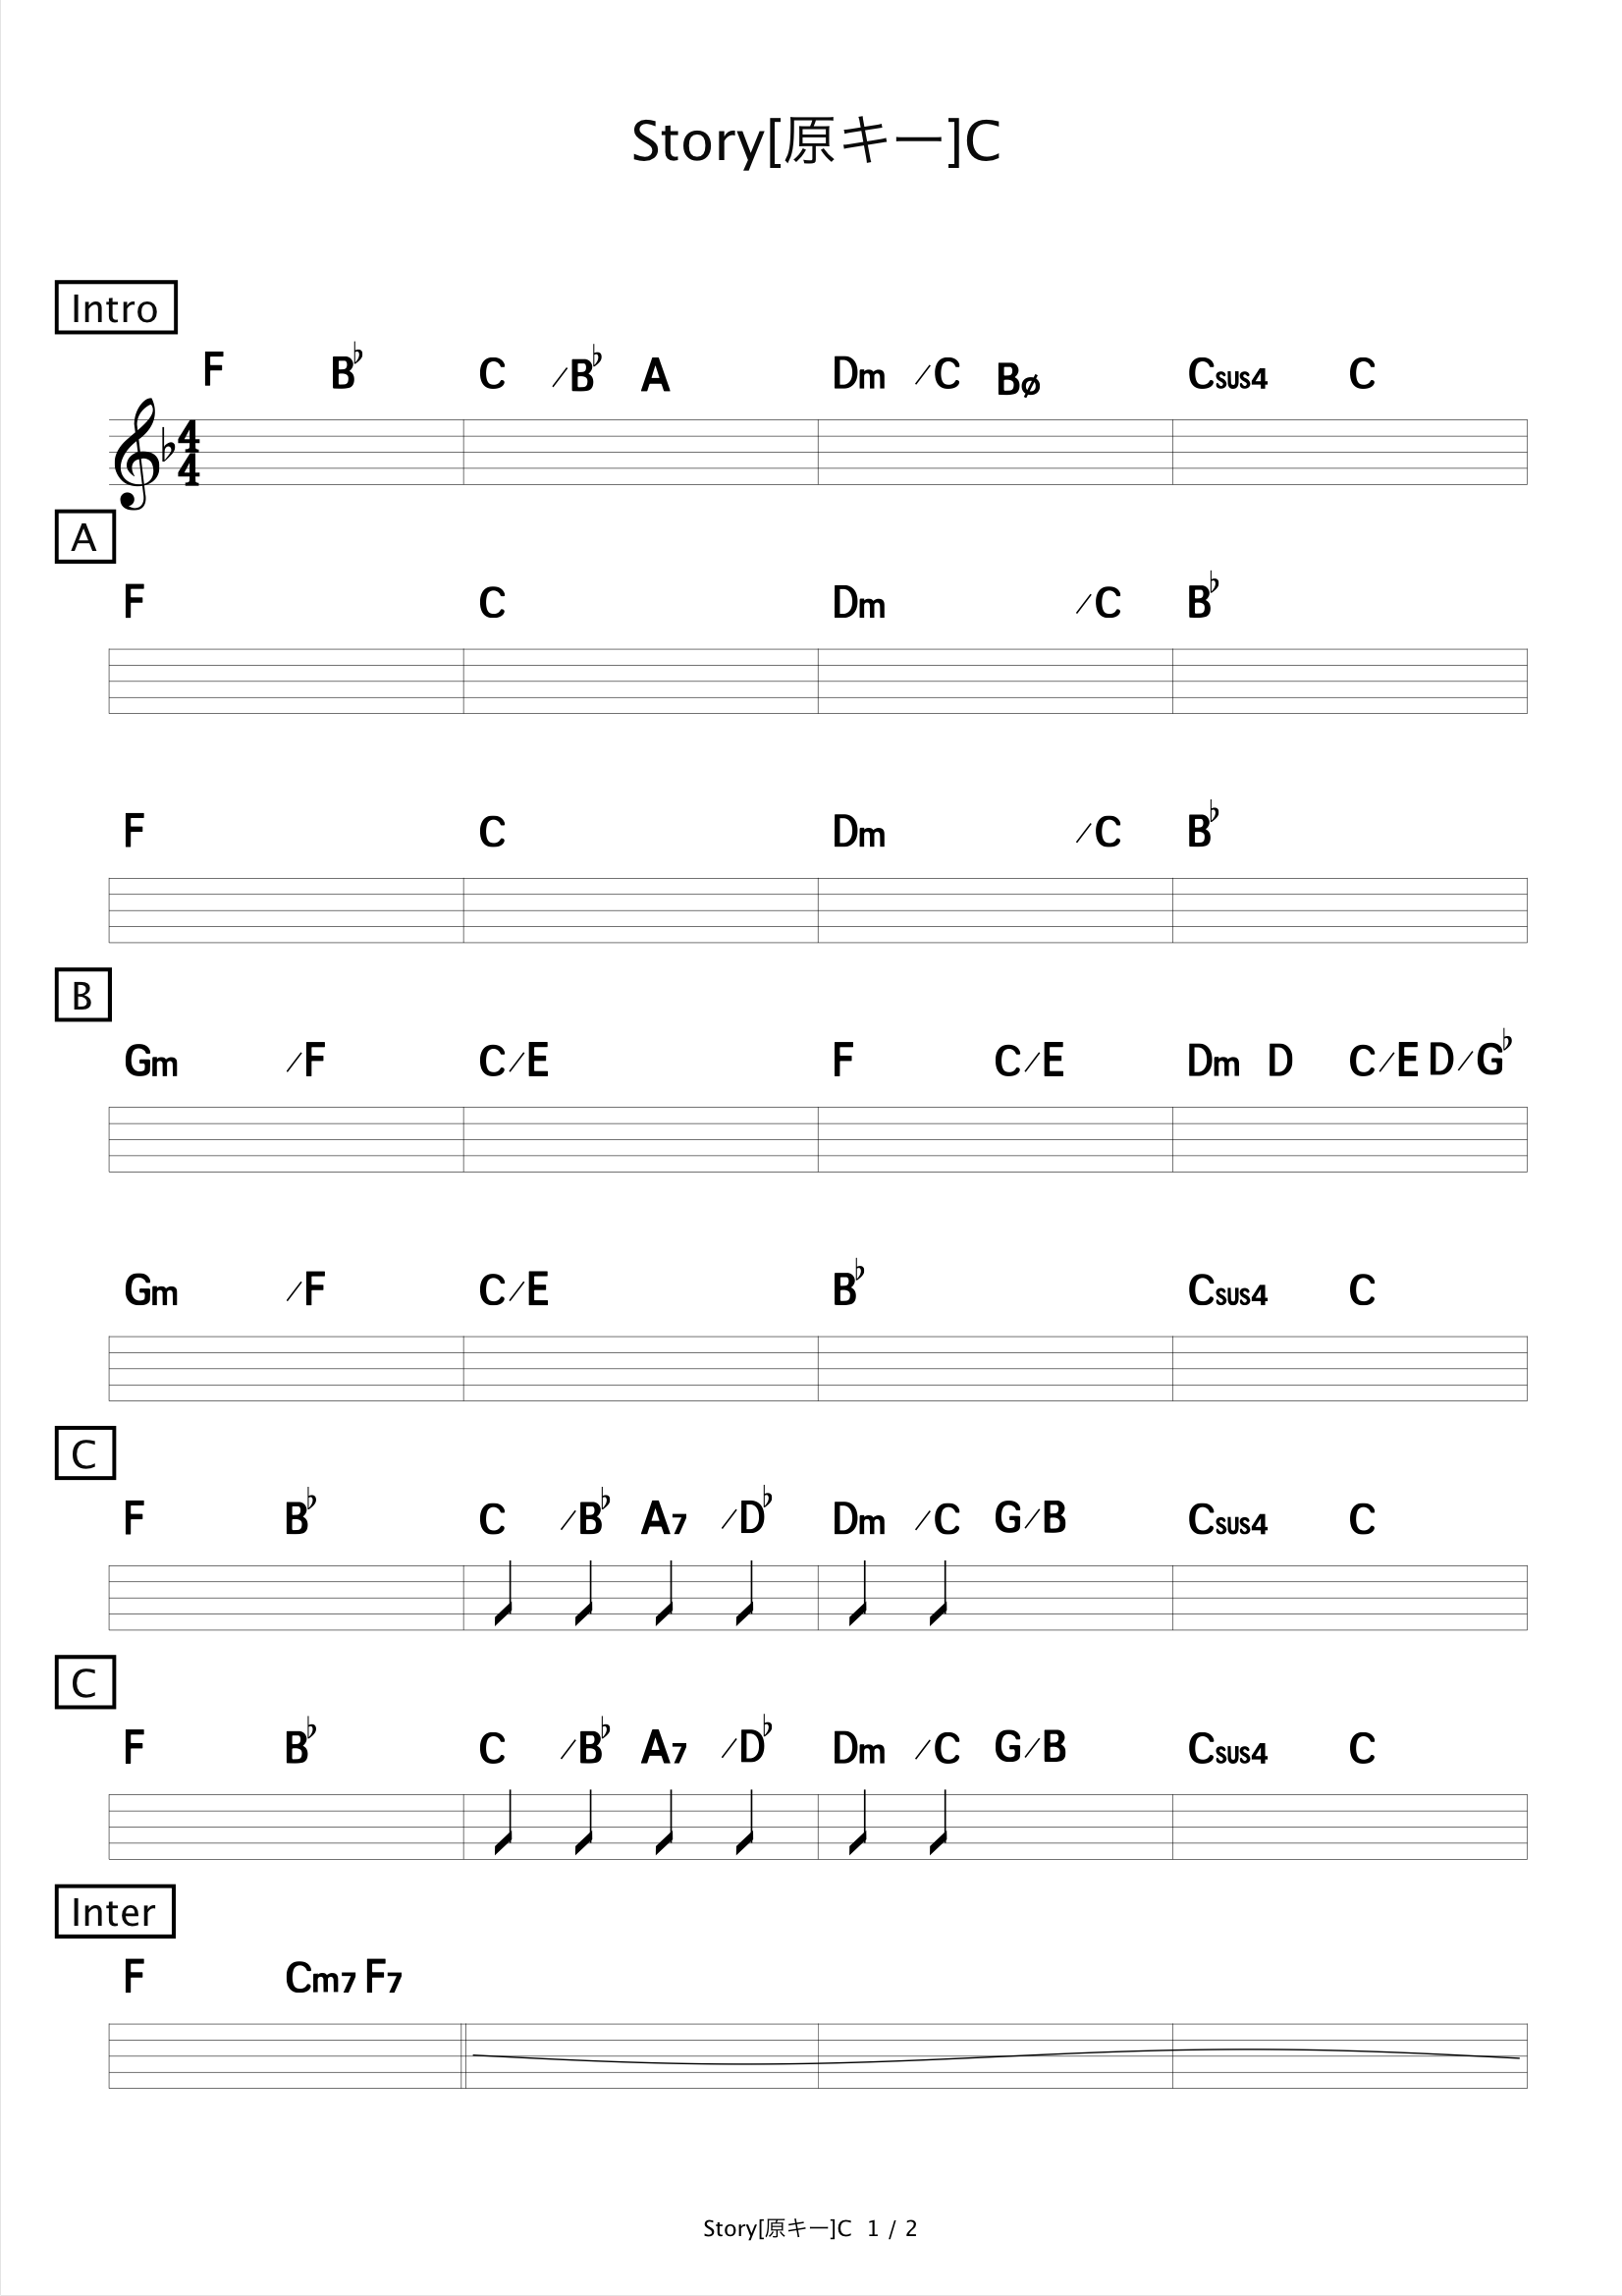 Story[原キー]C
Intro
F B♭ C /B♭ A Dm /C Bø Csus4 C
4
4
A
F C Dm /C B♭
F C Dm /C B♭
B
Gm /F C/E F C/E Dm D C/E D/G♭
Gm /F C/E B♭ Csus4 C
C
F B♭ C /B♭ A7 /D♭ Dm /C G/B Csus4 C
C
F B♭ C /B♭ A7 /D♭ Dm /C G/B Csus4 C
Inter
F Cm7 F7
Story[原キー]C 1 / 2